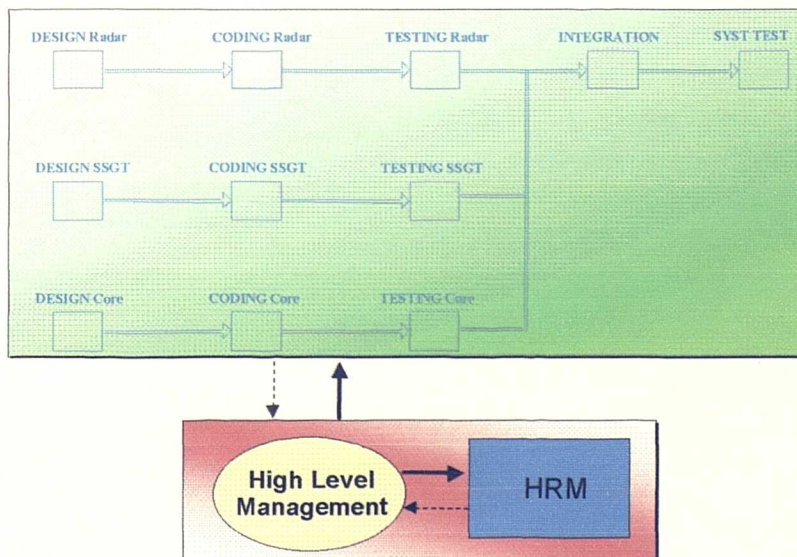 DESIGN Radar
CODING Radar
TESTING Radar
INTEGRATION
SYST TEST
DESIGN SSGT
CODING SSGT
TESTING SSGT
DESIGN Core
CODING Core
TESTING Core
High Level
Management
HRM